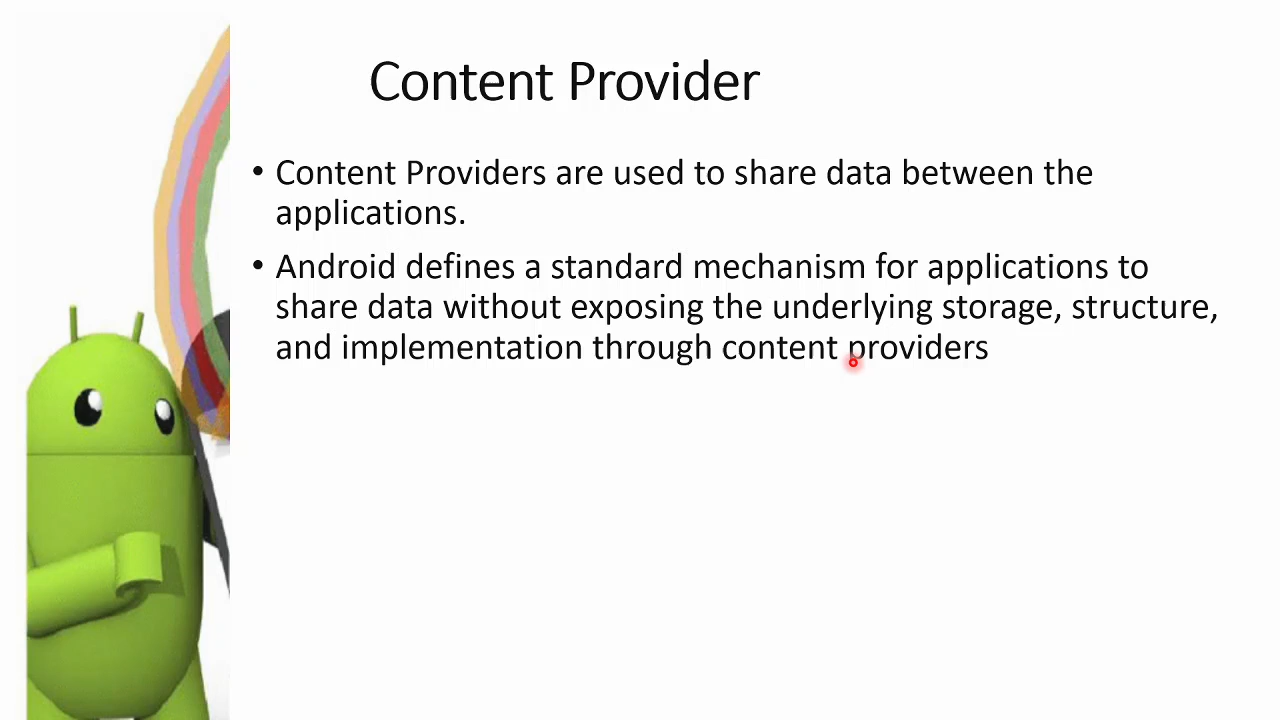 Content Provider
• Content Providers are used to share data between the
applications.
• Android defines a standard mechanism for applications to
share data without exposing the underlying storage, structure,
and implementation through content providers